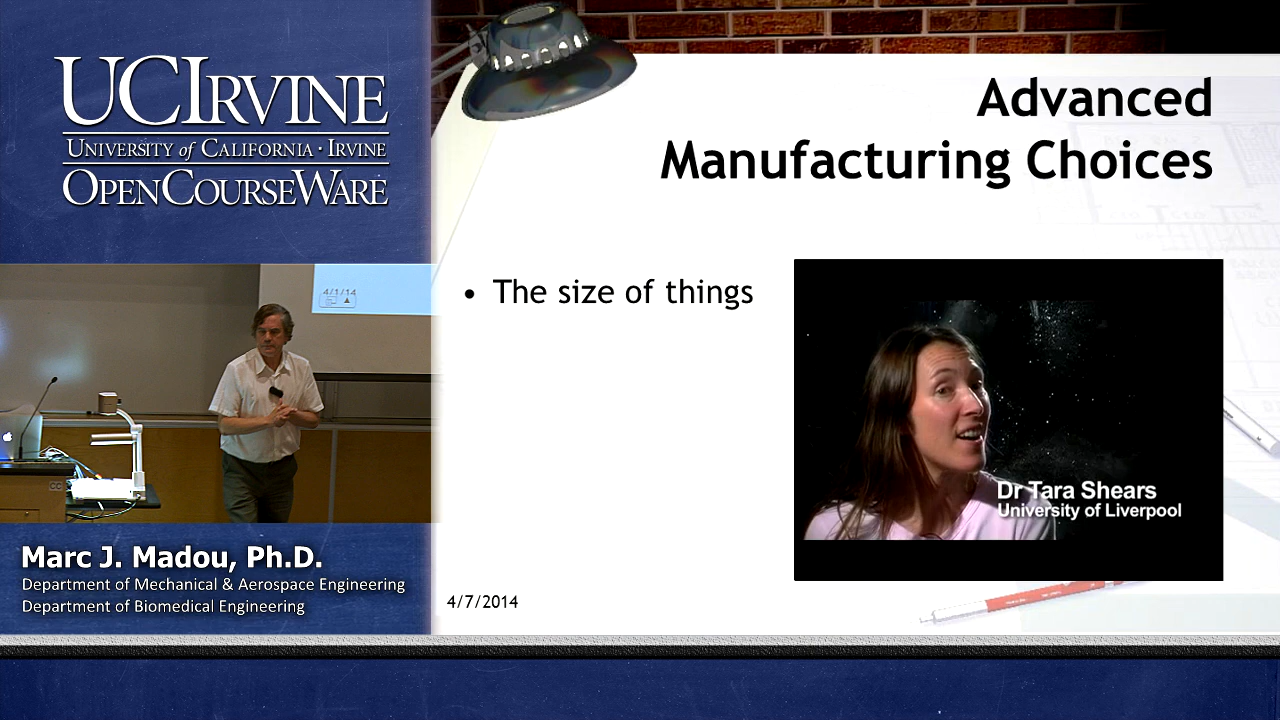 UCIRVINE
UNIVERSITY of CALIFORNIA · IRVINE
OPENCOURSEWARE
Advanced
Manufacturing Choices
• The size of things
4/1/14
Dr Tara Shears
University of Liverpool
Marc J. Madou, Ph.D.
Department of Mechanical & Aerospace Engineering
Department of Biomedical Engineering
4/7/2014